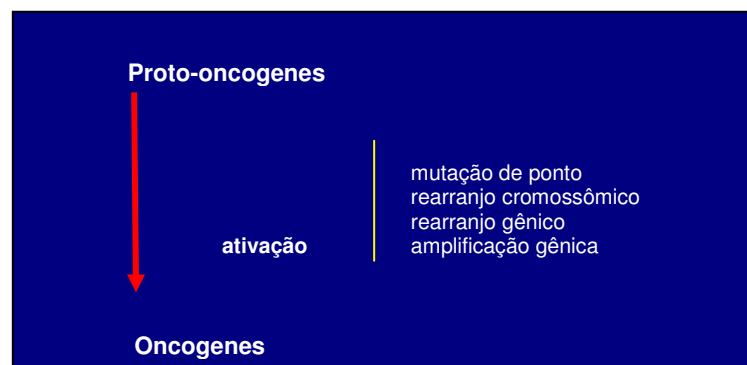 Proto-oncogenes
mutação de ponto
rearranjo cromossômico
rearranjo gênico
ativação
amplificação gênica
Oncogenes